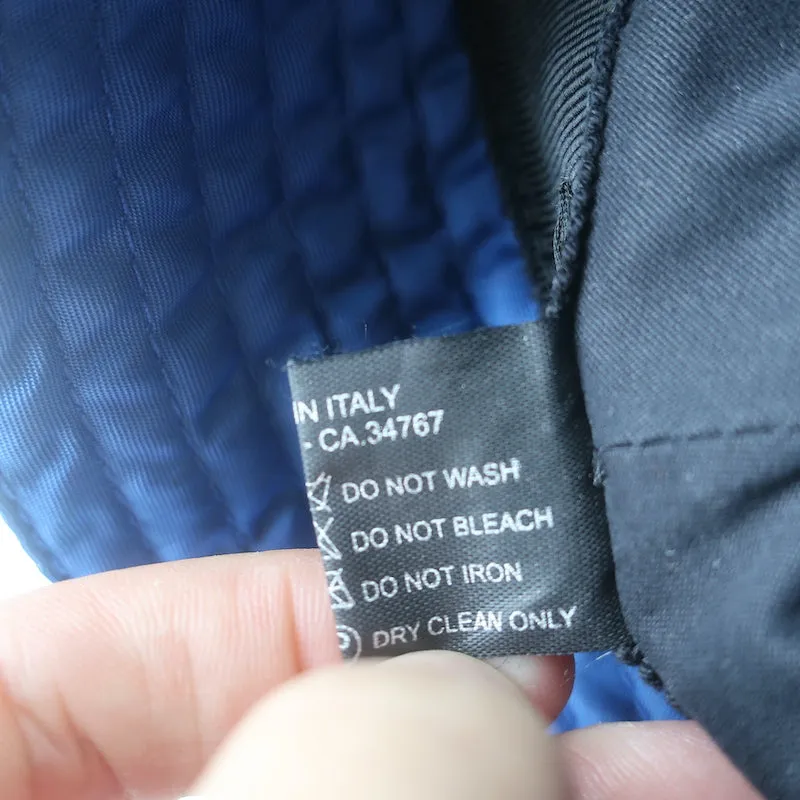 IN ITALY
- CA.34767
DO NOT WASH
DO NOT BLEACH
DO NOT IRON
P DRY CLEAN ONLY